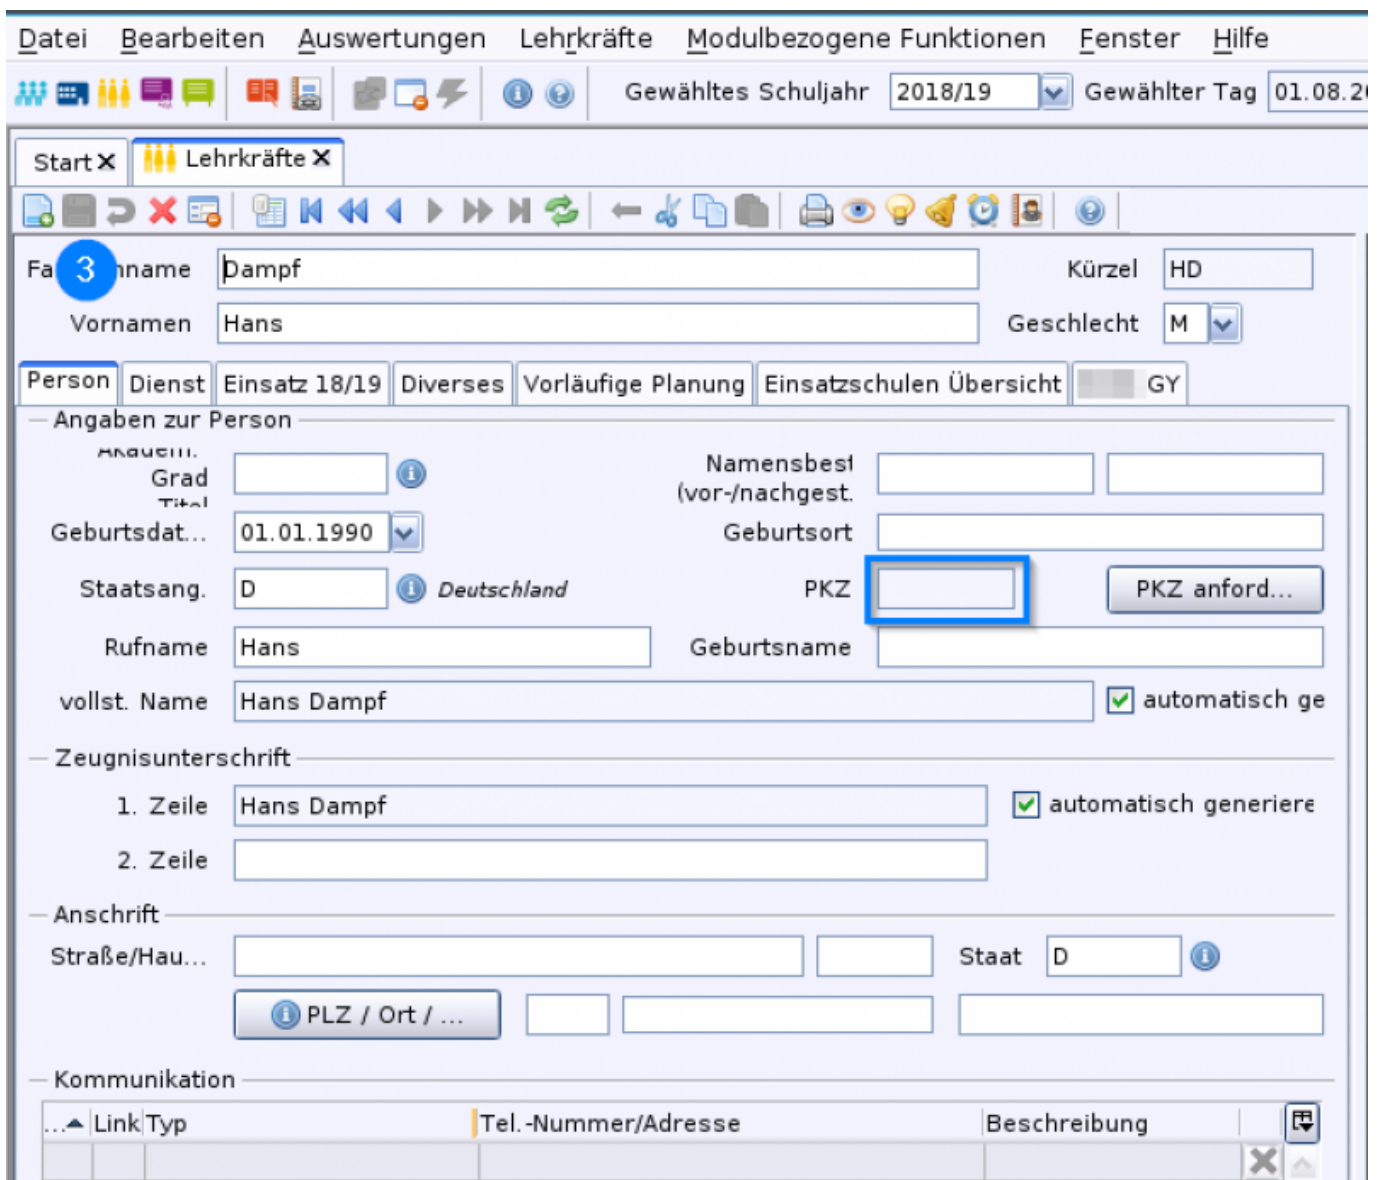 Datei Bearbeiten Auswertungen Lehrkräfte Modulbezogene Funktionen Fenster Hilfe
Gewähltes Schuljahr 2018/19 Gewählter Tag 01.08.2
Start Lehrkräfte
Fa 3 nname Dampf Kürzel HD
Vornamen Hans Geschlecht M
Person Dienst Einsatz 18/19 Diverses Vorläufige Planung Einsatzschulen Übersicht GY
Angaben zur Person
Akadem.
Grad
Titel
Namensbest
(vor-/nachgest.
Geburtsdat... 01.01.1990 Geburtsort
Staatsang. D Deutschland PKZ PKZ anford...
Rufname Hans Geburtsname
vollst. Name Hans Dampf automatisch ge
Zeugnisunterschrift
1. Zeile Hans Dampf automatisch generiere
2. Zeile
Anschrift
Straße/Hau... Staat D
PLZ / Ort / ...
Kommunikation
... Link Typ Tel.-Nummer/Adresse Beschreibung